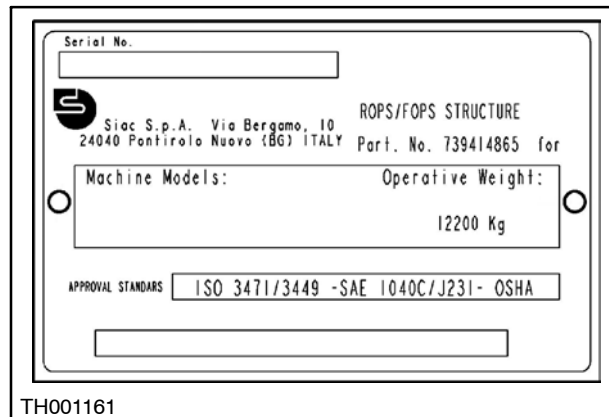 Serial No.
ROPS/FOPS STRUCTURE
Siac S.p.A. Via Bergamo, 10
24040 Pontirolo Nuovo (BG) ITALY
Part. No. 739414865 for
Machine Models: Operative Weight:
12200 Kg
APPROVAL STANDARS ISO 3471/3449 -SAE 1040C/J231- OSHA
TH001161